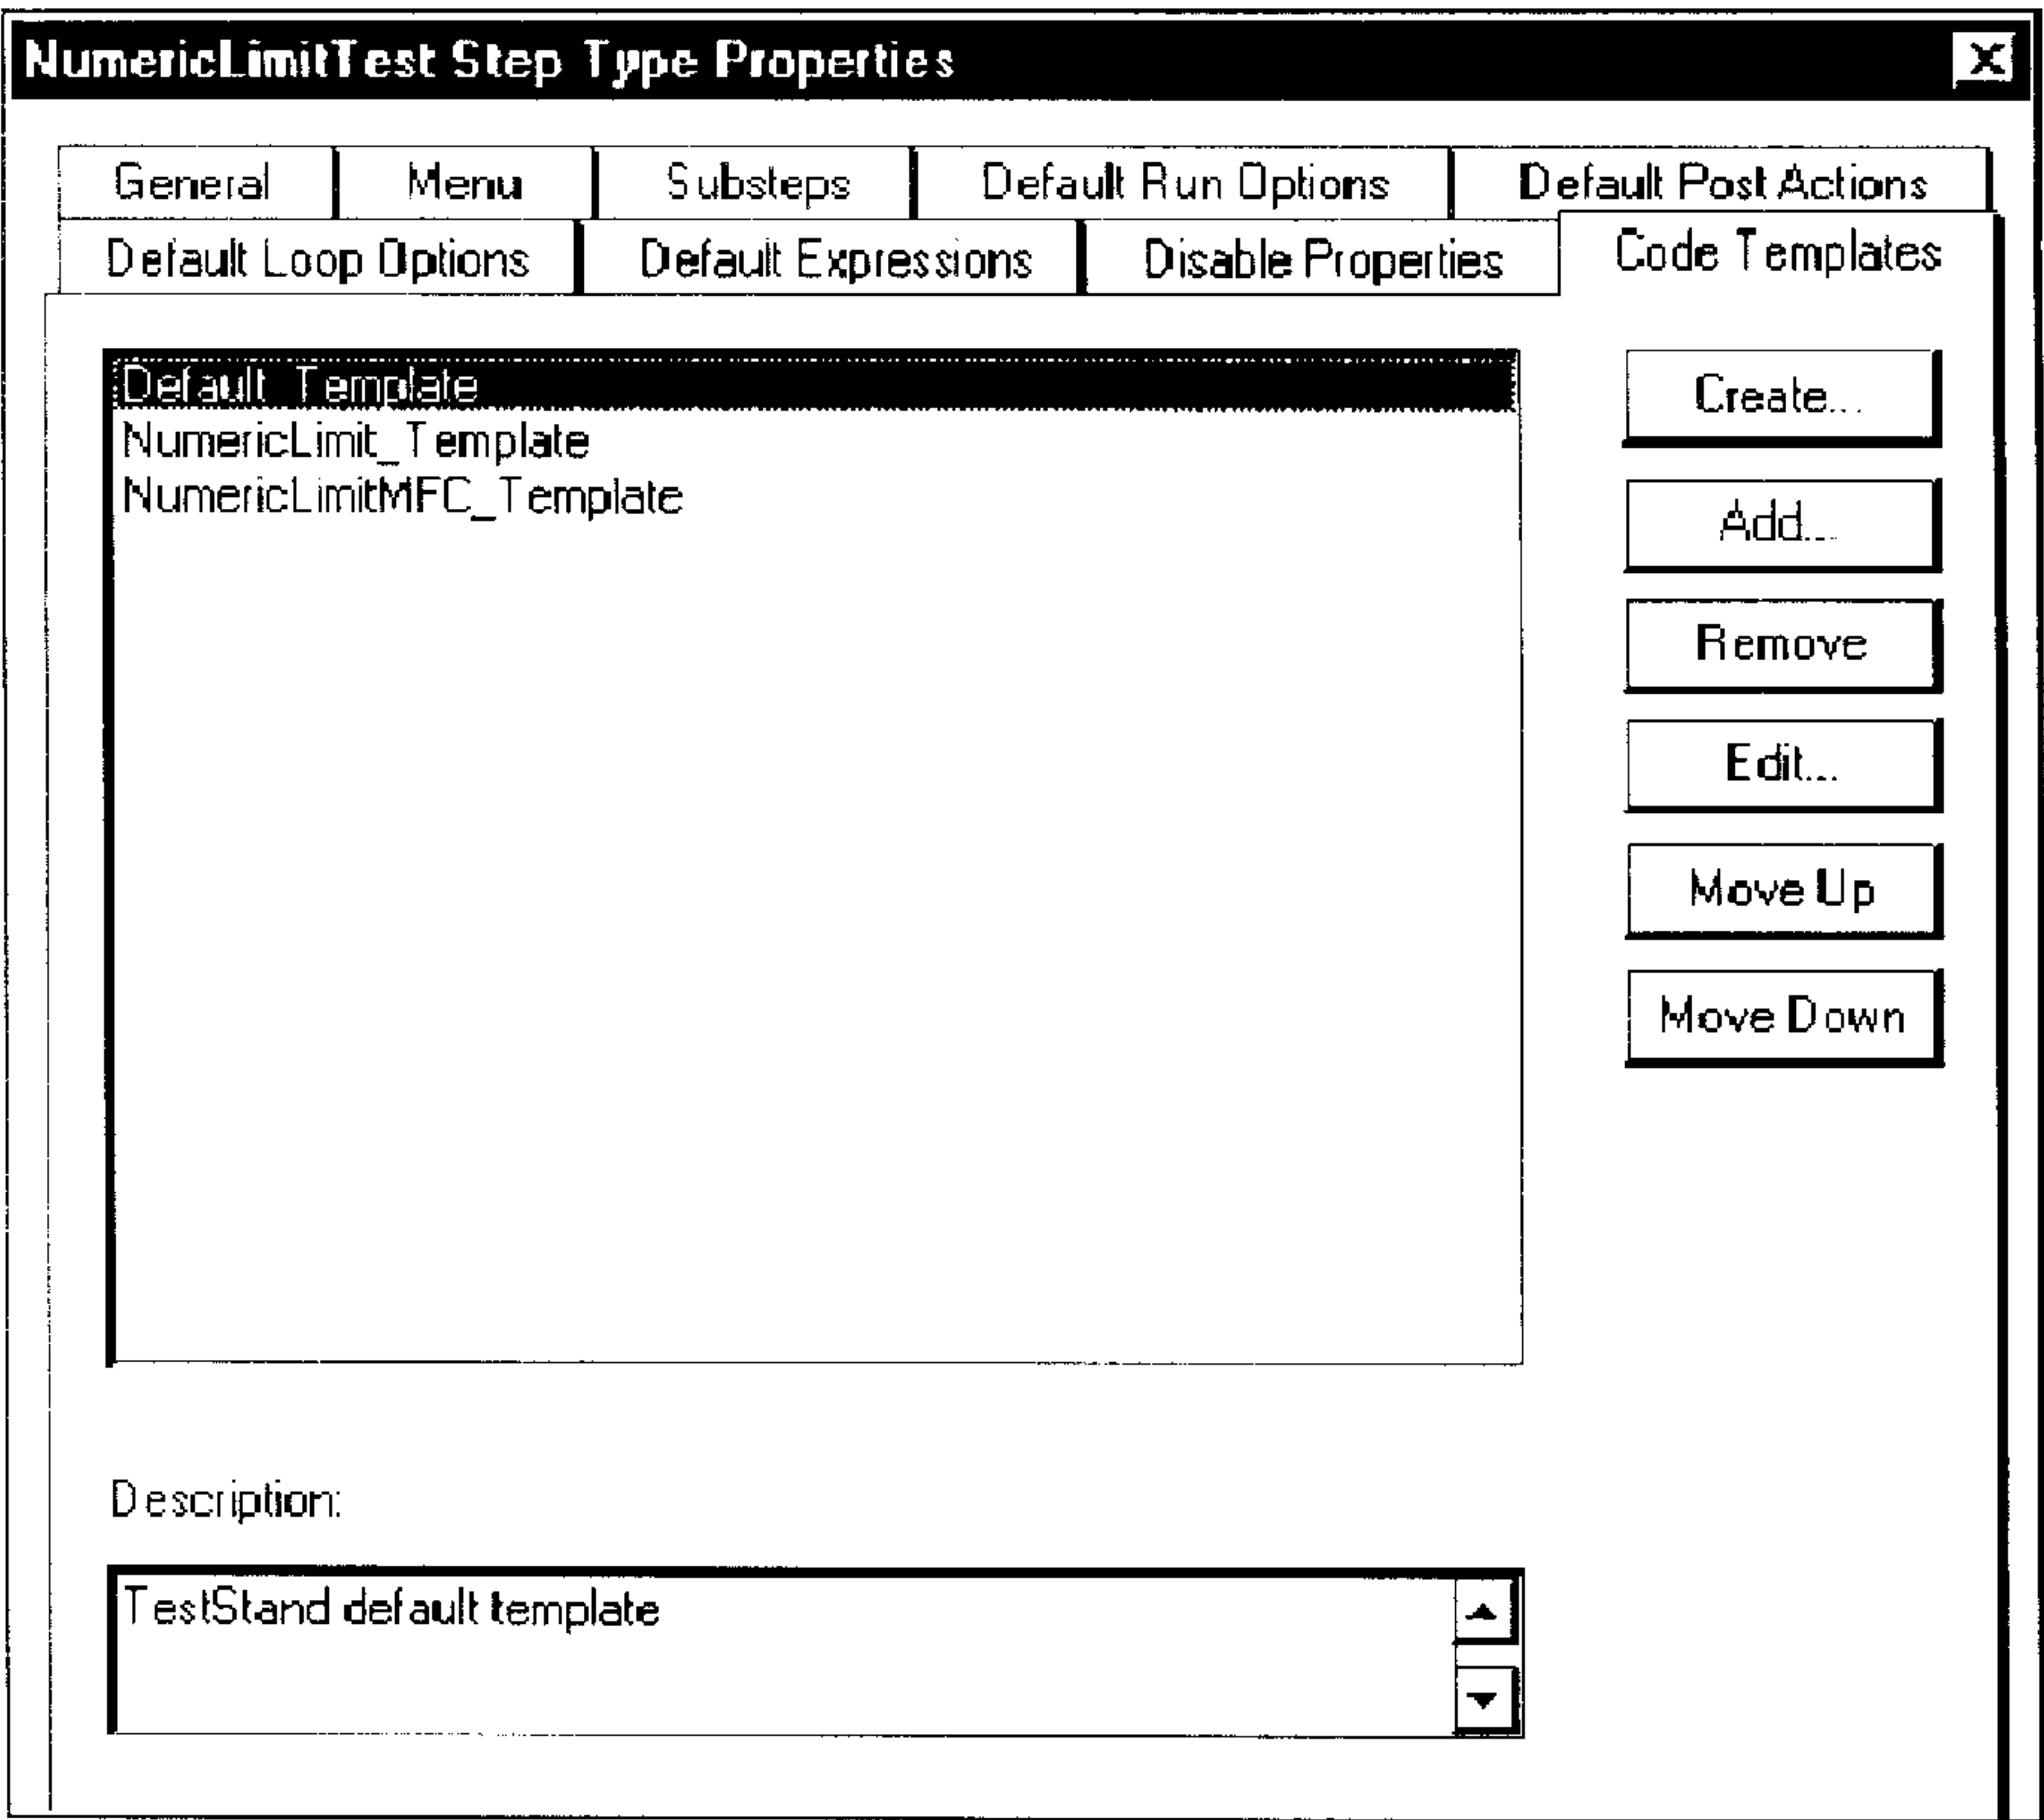 NumericLimitTest Step Type Properties
General Menu Substeps Default Run Options Default Post Actions
Default Loop Options Default Expressions Disable Properties Code Templates
Default_Template
NumericLimit_Template
NumericLimitMFC_Template
Create...
Add...
Remove
Edit...
Move Up
Move Down
Description:
TestStand default template